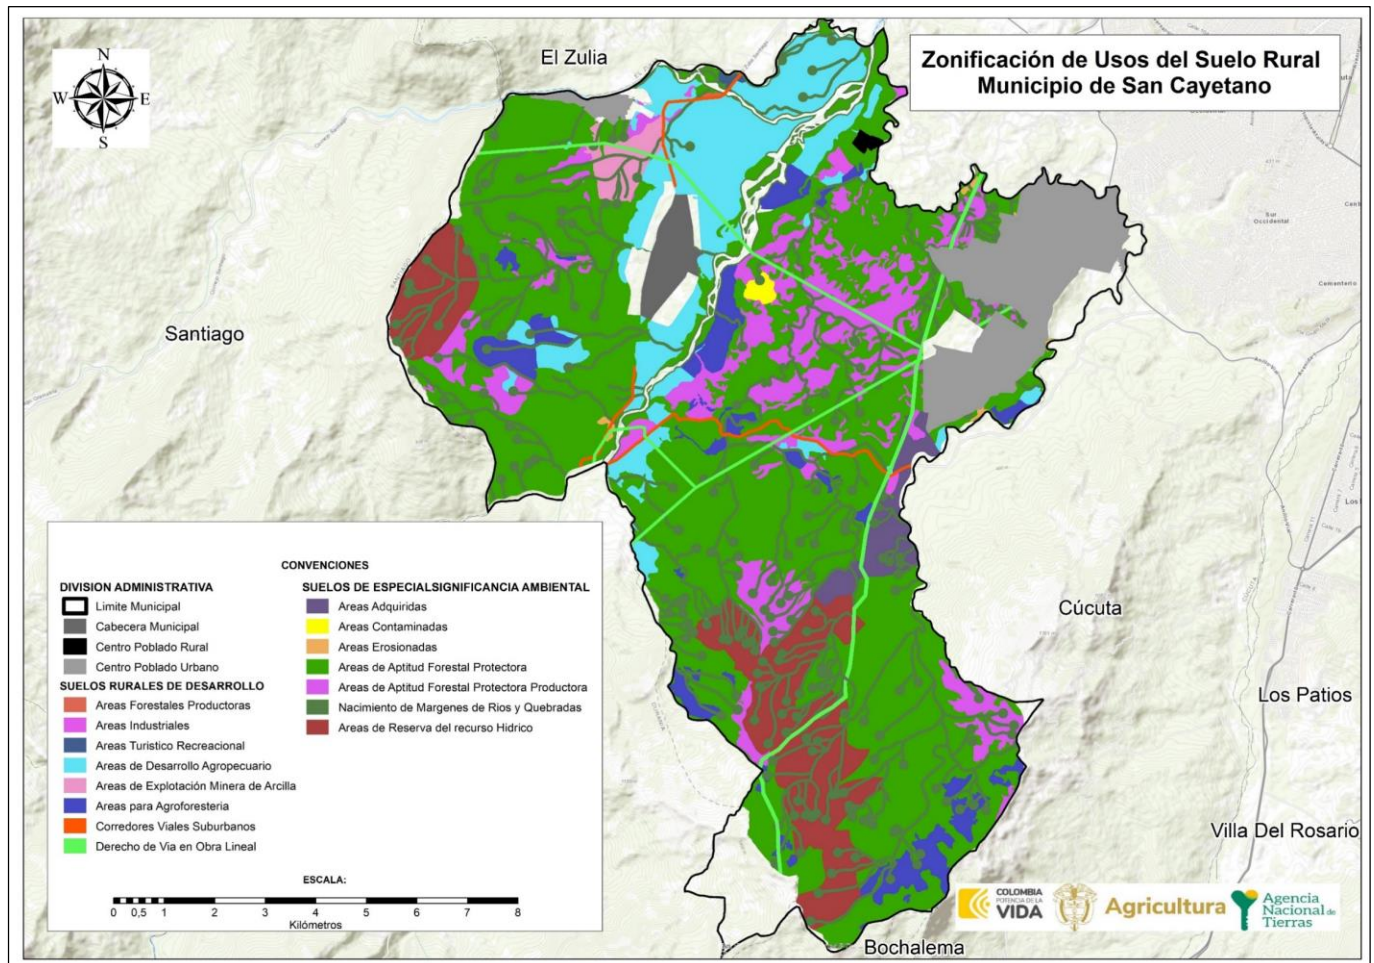 Zonificación de Usos del Suelo Rural
Municipio de San Cayetano
N
W
E
S
El Zulia
Santiago
Cúcuta
Los Patios
Villa Del Rosario
Bochalema
Sur
Occidental
Cementerio
CONVENCIONES
DIVISION ADMINISTRATIVA
Limite Municipal
Cabecera Municipal
Centro Poblado Rural
Centro Poblado Urbano
SUELOS RURALES DE DESARROLLO
Areas Forestales Productoras
Areas Industriales
Areas Turistico Recreacional
Areas de Desarrollo Agropecuario
Areas de Explotación Minera de Arcilla
Areas para Agroforesteria
Corredores Viales Suburbanos
Derecho de Via en Obra Lineal
SUELOS DE ESPECIALSIGNIFICANCIA AMBIENTAL
Areas Adquiridas
Areas Contaminadas
Areas Erosionadas
Areas de Aptitud Forestal Protectora
Areas de Aptitud Forestal Protectora Productora
Nacimiento de Margenes de Rios y Quebradas
Areas de Reserva del recurso Hidrico
ESCALA:
0 0,5 1 2 3 4 5 6 7 8
Kilómetros
COLOMBIA
POTENCIA DE LA
VIDA
Agricultura
Agencia
Nacional de
Tierras